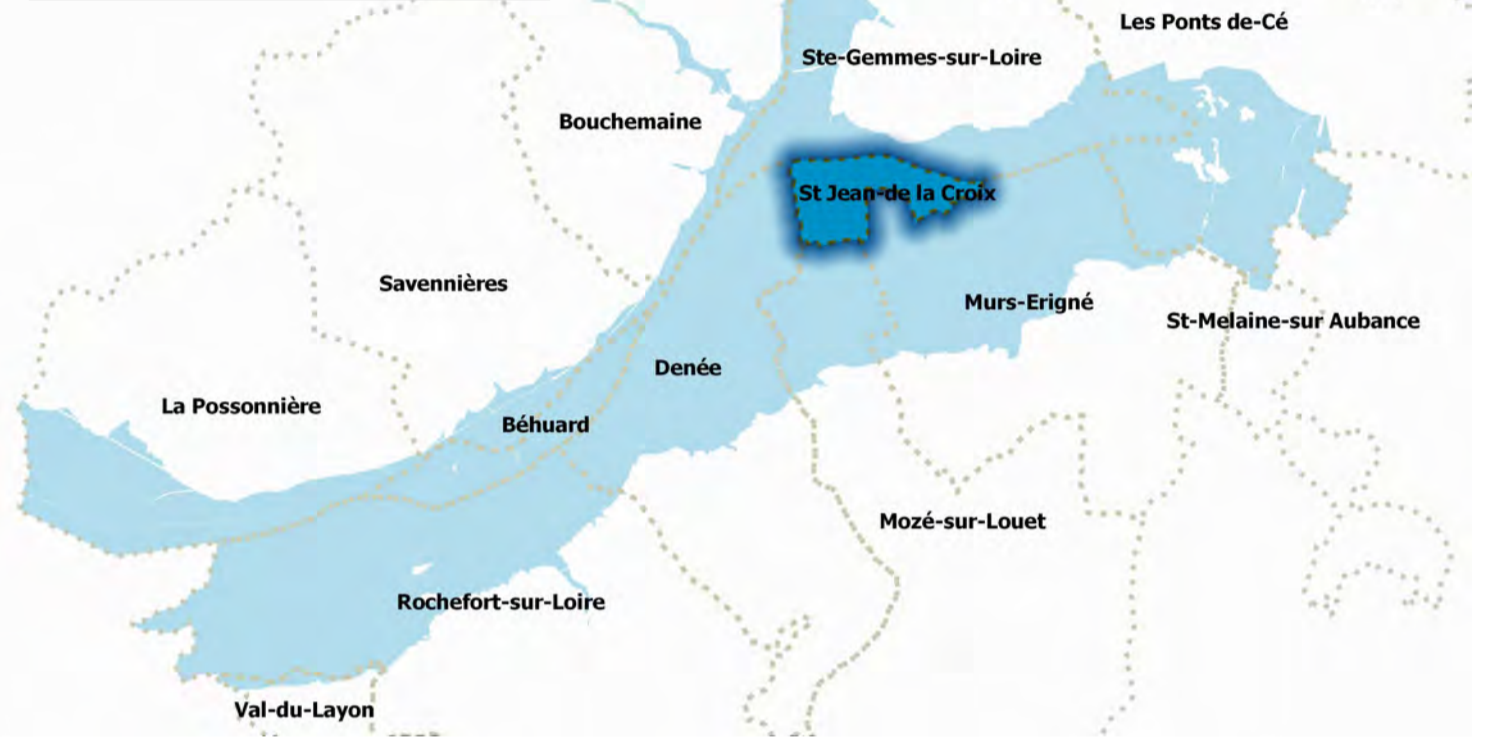 Les Ponts de-Cé
Ste-Gemmes-sur-Loire
Bouchemaine
St Jean-de la Croix
Savennières
Murs-Erigné
St-Melaine-sur Aubance
Denée
La Possonnière
Béhuard
Mozé-sur-Louet
Rochefort-sur-Loire
Val-du-Layon